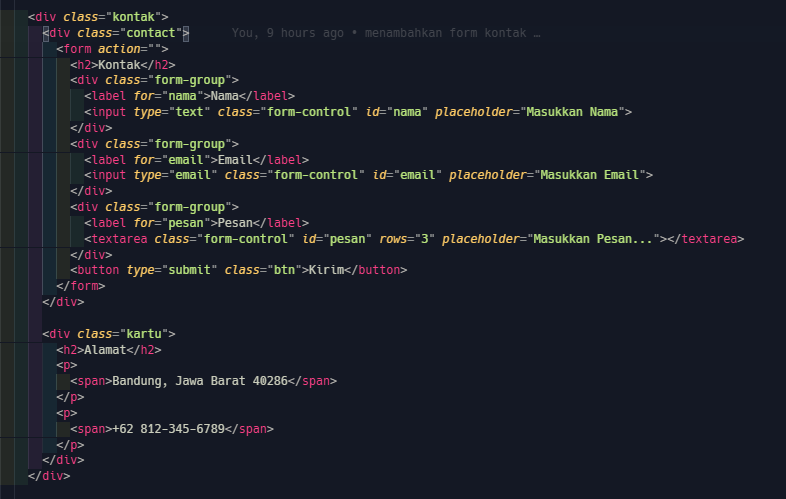 <div class="kontak">
<div class="contact"> You, 9 hours ago • menambahkan form kontak …
<form action="">
<h2>Kontak</h2>
<div class="form-group">
<label for="nama">Nama</label>
<input type="text" class="form-control" id="nama" placeholder="Masukkan Nama">
</div>
<div class="form-group">
<label for="email">Email</label>
<input type="email" class="form-control" id="email" placeholder="Masukkan Email">
</div>
<div class="form-group">
<label for="pesan">Pesan</label>
<textarea class="form-control" id="pesan" rows="3" placeholder="Masukkan Pesan..."></textarea>
</div>
<button type="submit" class="btn">Kirim</button>
</form>
</div>
<div class="kartu">
<h2>Alamat</h2>
<p>
<span>Bandung, Jawa Barat 40286</span>
</p>
<p>
<span>+62 812-345-6789</span>
</p>
</div>
</div>